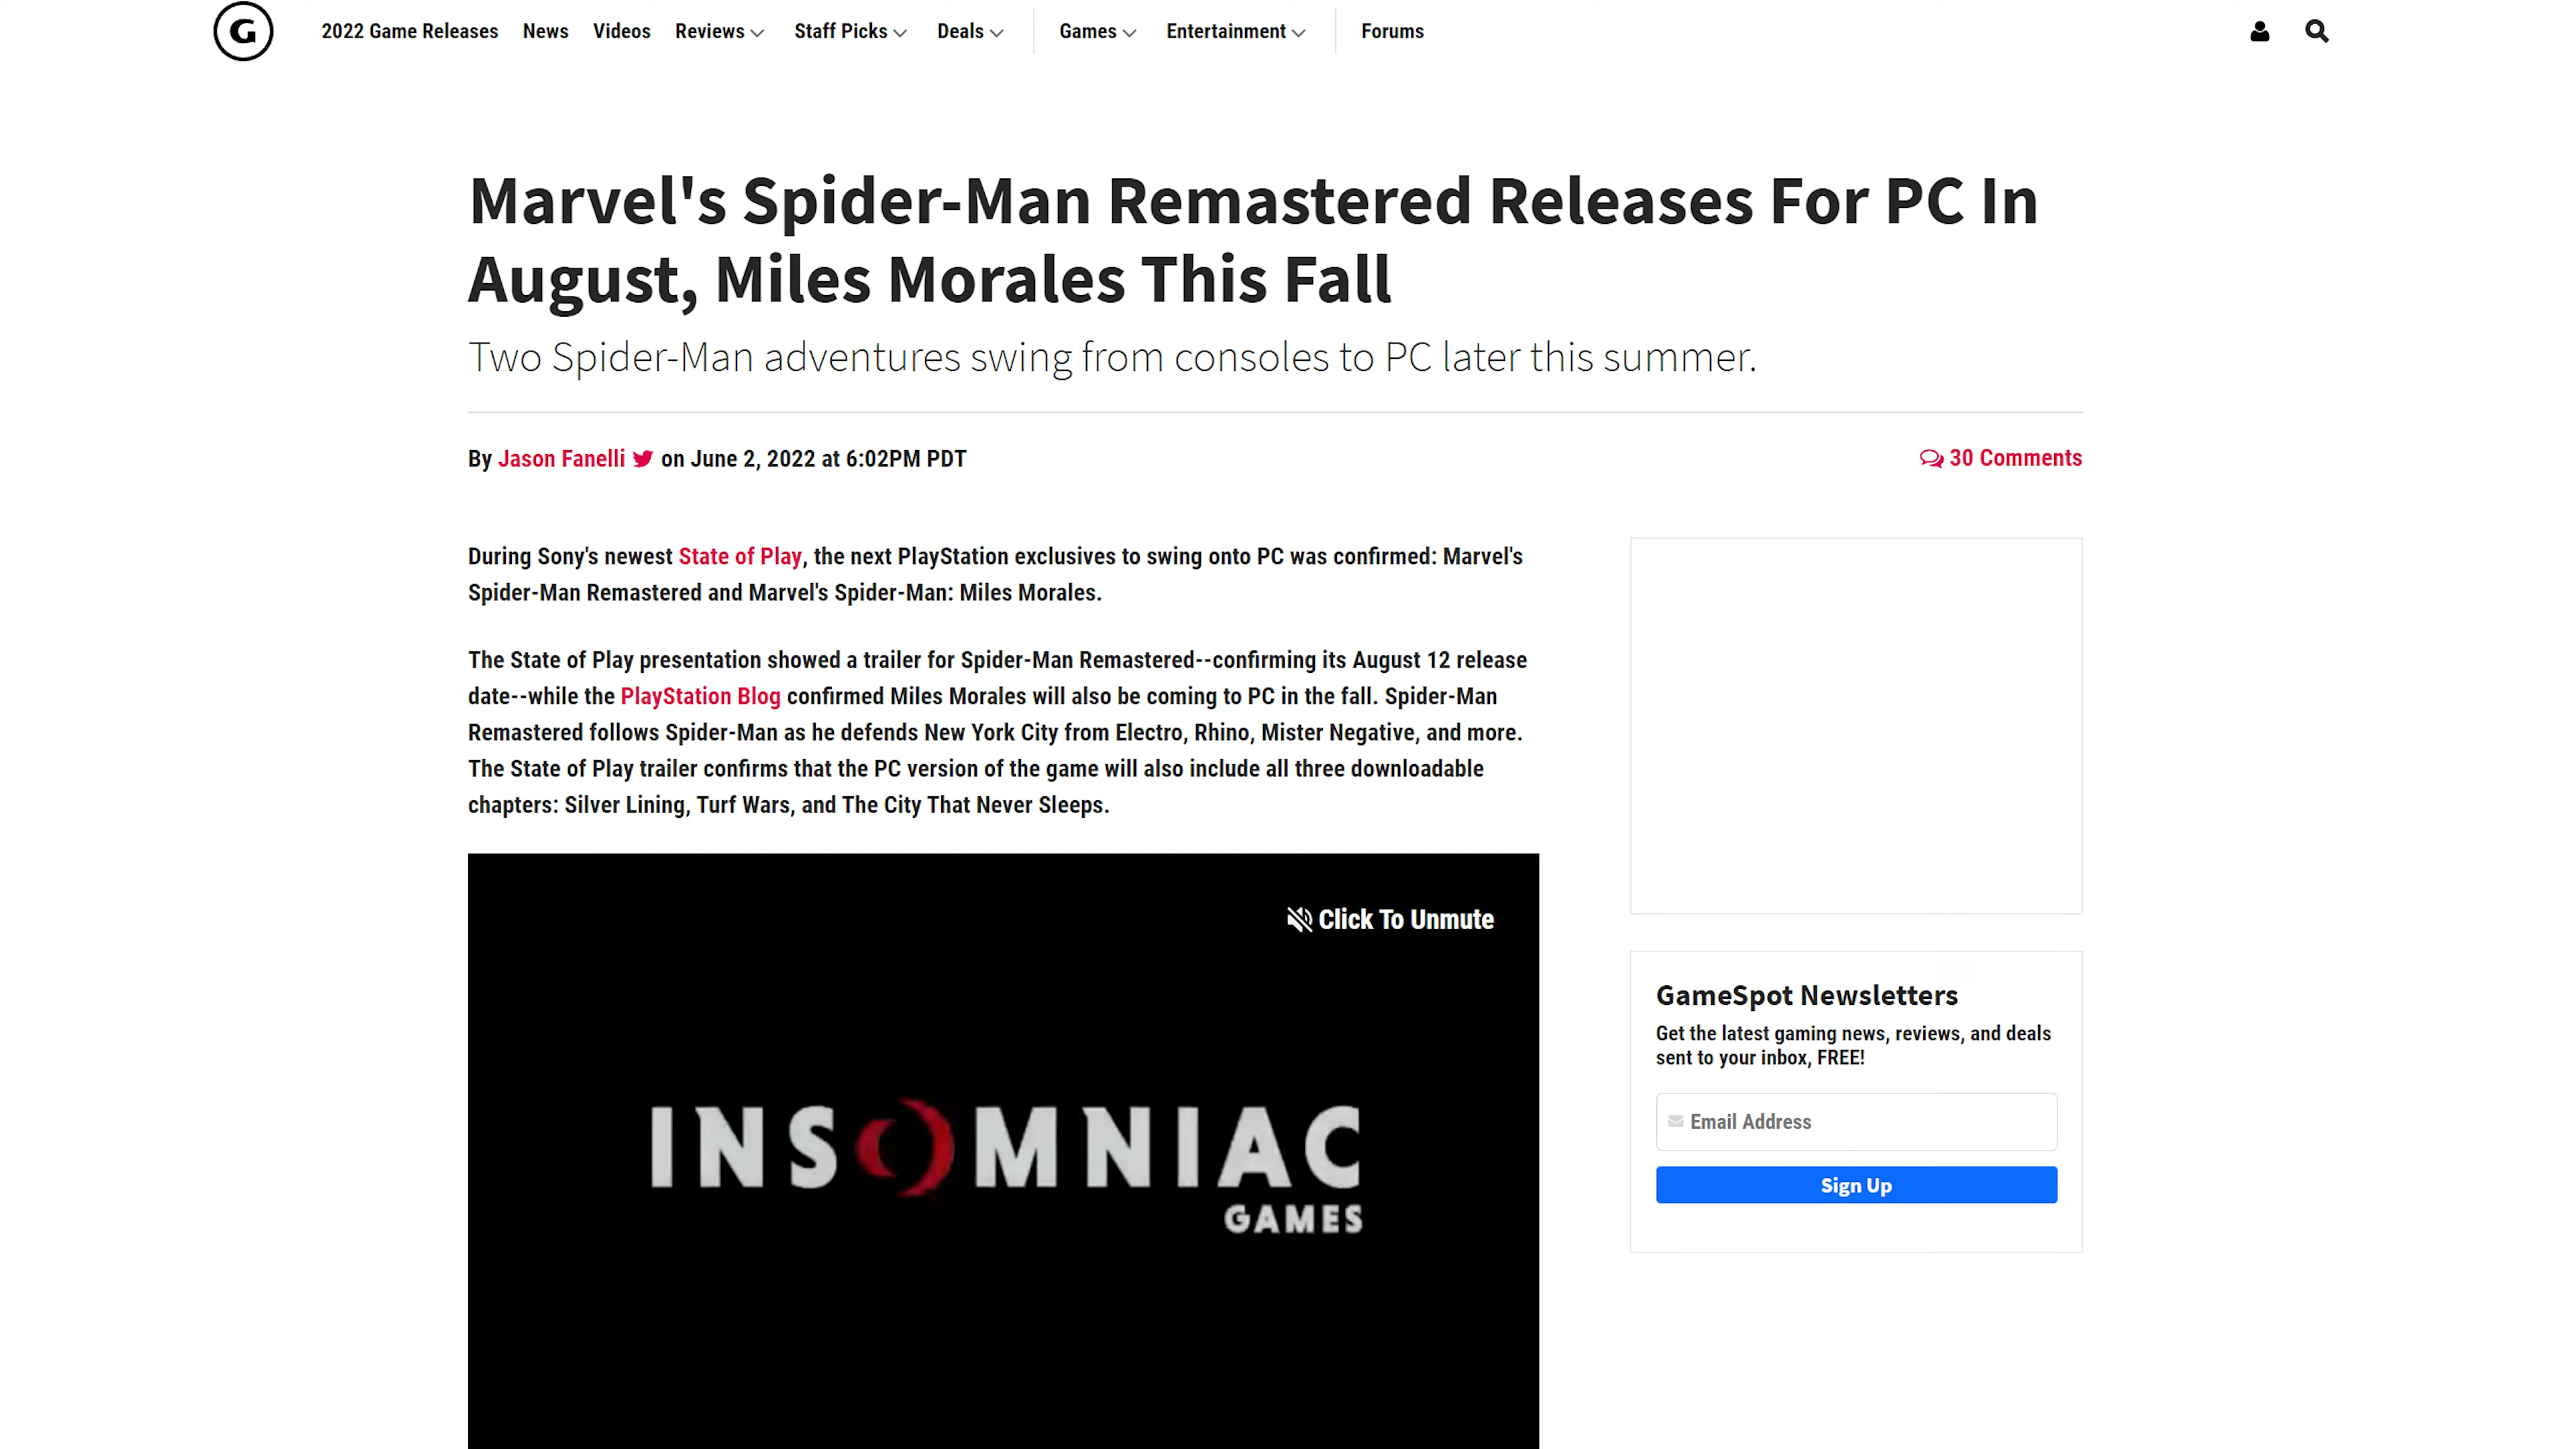 G
2022 Game Releases News Videos Reviews Staff Picks Deals Games Entertainment Forums
Marvel's Spider-Man Remastered Releases For PC In
August, Miles Morales This Fall
Two Spider-Man adventures swing from consoles to PC later this summer.
By Jason Fanelli on June 2, 2022 at 6:02PM PDT
30 Comments
During Sony's newest State of Play, the next PlayStation exclusives to swing onto PC was confirmed: Marvel's
Spider-Man Remastered and Marvel's Spider-Man: Miles Morales.
The State of Play presentation showed a trailer for Spider-Man Remastered--confirming its August 12 release
date--while the PlayStation Blog confirmed Miles Morales will also be coming to PC in the fall. Spider-Man
Remastered follows Spider-Man as he defends New York City from Electro, Rhino, Mister Negative, and more.
The State of Play trailer confirms that the PC version of the game will also include all three downloadable
chapters: Silver Lining, Turf Wars, and The City That Never Sleeps.
Click To Unmute
INSOMNIAC
GAMES
GameSpot Newsletters
Get the latest gaming news, reviews, and deals
sent to your inbox, FREE!
Email Address
Sign Up